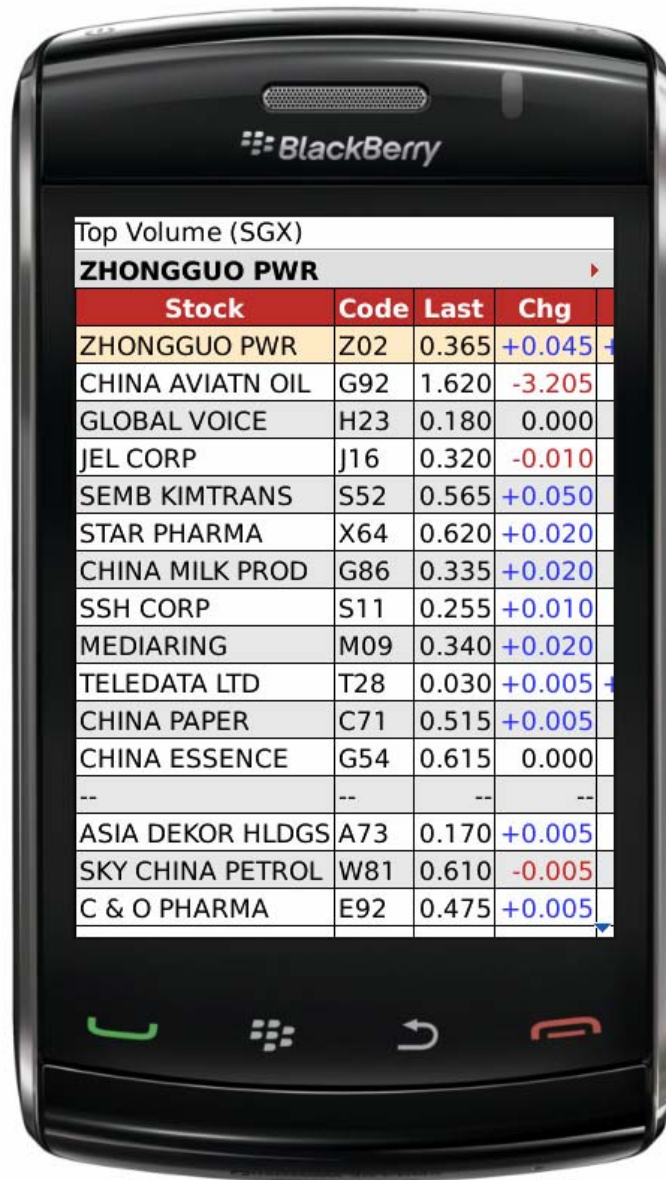 BlackBerry
Top Volume (SGX)
ZHONGGUO PWR
Stock Code Last Chg
ZHONGGUO PWR Z02 0.365 +0.045 +
CHINA AVIATN OIL G92 1.620 -3.205
GLOBAL VOICE H23 0.180 0.000
JEL CORP J16 0.320 -0.010
SEMB KIMTRANS S52 0.565 +0.050
STAR PHARMA X64 0.620 +0.020
CHINA MILK PROD G86 0.335 +0.020
SSH CORP S11 0.255 +0.010
MEDIARING M09 0.340 +0.020
TELEDATA LTD T28 0.030 +0.005 +
CHINA PAPER C71 0.515 +0.005
CHINA ESSENCE G54 0.615 0.000
-- -- -- --
ASIA DEKOR HLDGS A73 0.170 +0.005
SKY CHINA PETROL W81 0.610 -0.005
C & O PHARMA E92 0.475 +0.005